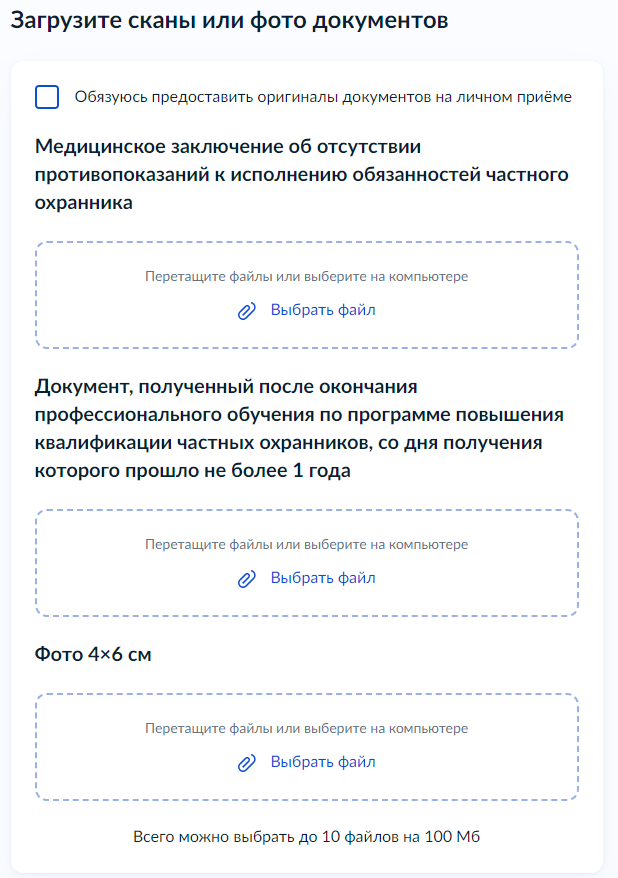 Загрузите сканы или фото документов
Обязуюсь предоставить оригиналы документов на личном приёме
Медицинское заключение об отсутствии
противопоказаний к исполнению обязанностей частного
охранника
Перетащите файлы или выберите на компьютере
Выбрать файл
Документ, полученный после окончания
профессионального обучения по программе повышения
квалификации частных охранников, со дня получения
которого прошло не более 1 года
Перетащите файлы или выберите на компьютере
Выбрать файл
Фото 4×6 см
Перетащите файлы или выберите на компьютере
Выбрать файл
Всего можно выбрать до 10 файлов на 100 Мб